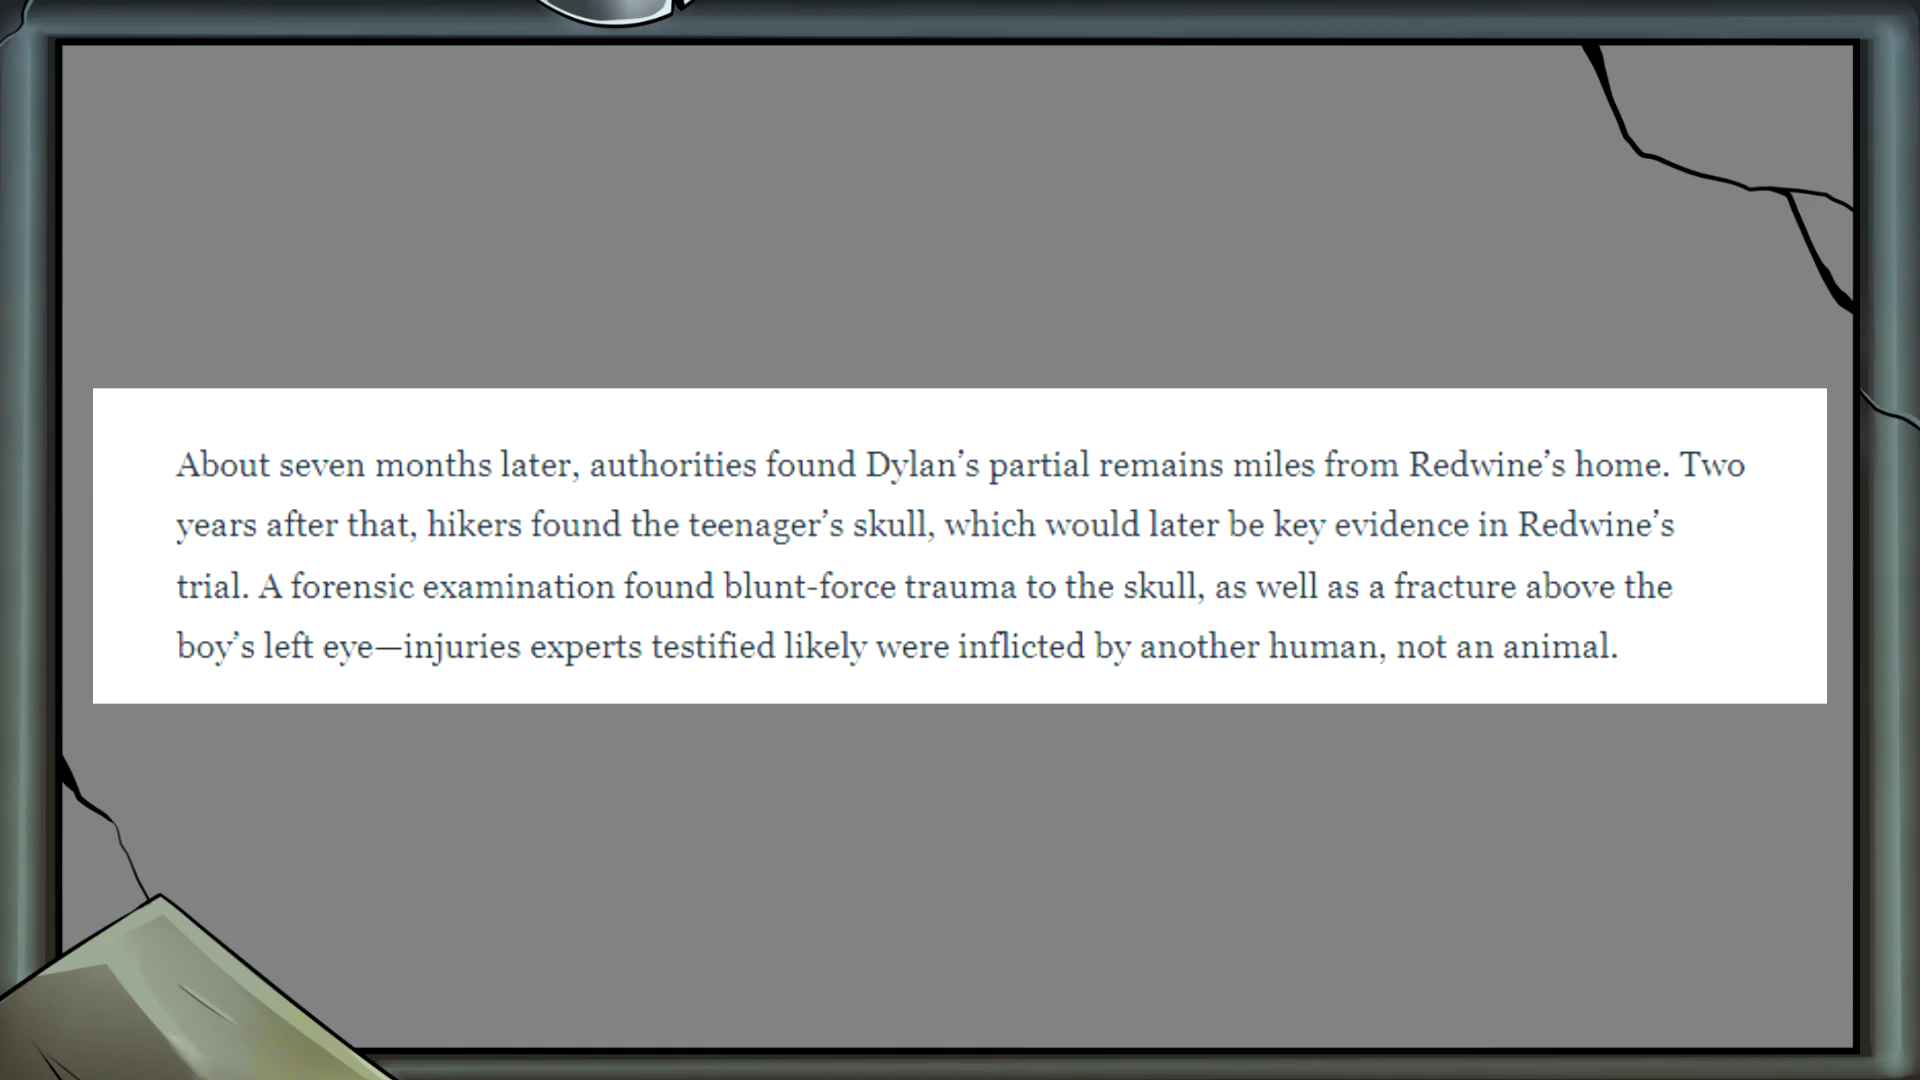 About seven months later, authorities found Dylan’s partial remains miles from Redwine’s home. Two
years after that, hikers found the teenager’s skull, which would later be key evidence in Redwine’s
trial. A forensic examination found blunt-force trauma to the skull, as well as a fracture above the
boy’s left eye—injuries experts testified likely were inflicted by another human, not an animal.